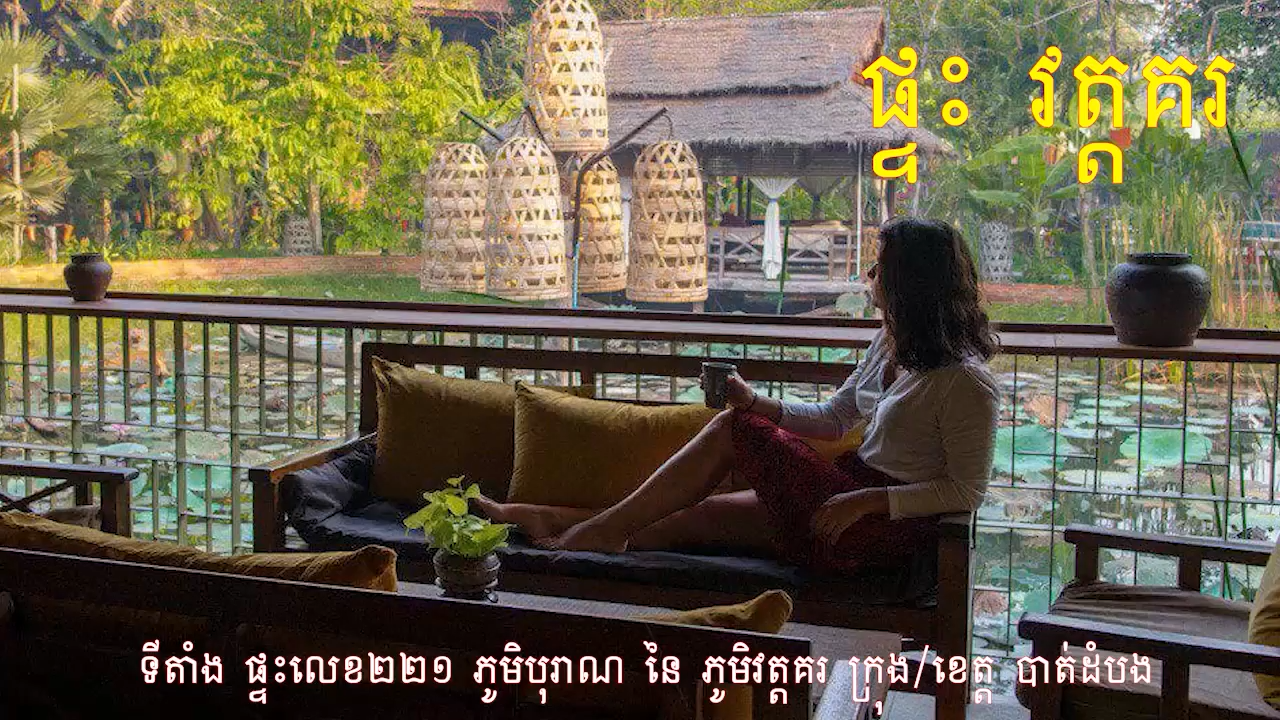 ផ្ទះ វត្តគរ
ទីតាំង ផ្ទះលេខ២២១ ភូមិបុរាណ នៃ ភូមិវត្តគរ ក្រុង/ខេត្ត បាត់ដំបង